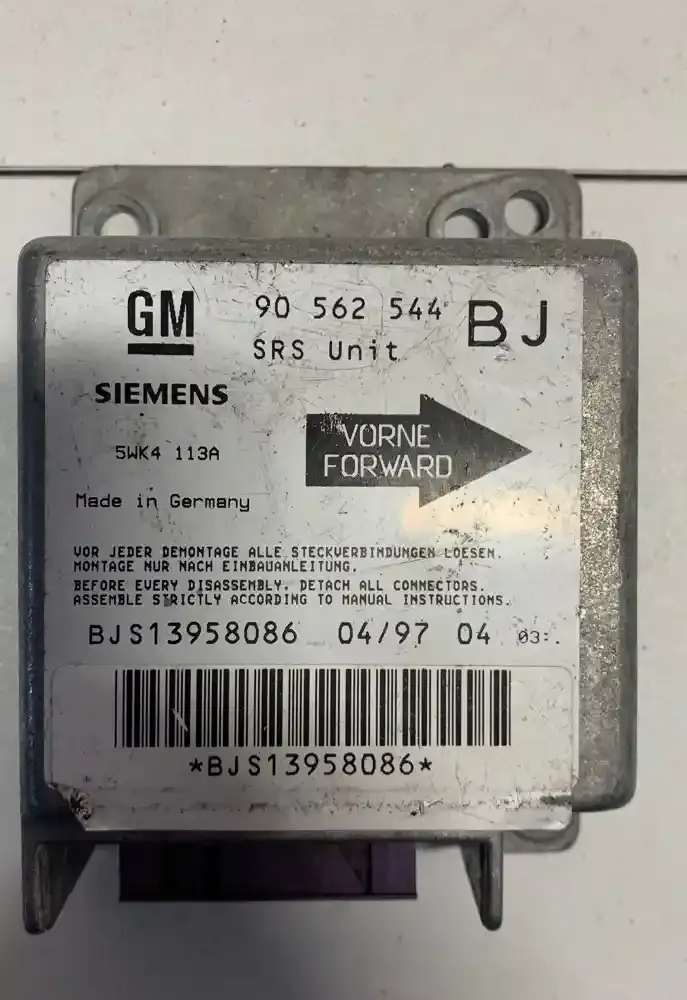 GM 90 562 544 BJ
SRS Unit
SIEMENS
5WK4 113A
VORNE
FORWARD
Made in Germany
VOR JEDER DEMONTAGE ALLE STECKVERBINDUNGEN LOESEN.
MONTAGE NUR NACH EINBAUANLEITUNG.
BEFORE EVERY DISASSEMBLY, DETACH ALL CONNECTORS.
ASSEMBLE STRICTLY ACCORDING TO MANUAL INSTRUCTIONS.
BJS13958086 04/97 04
*BJS13958086*